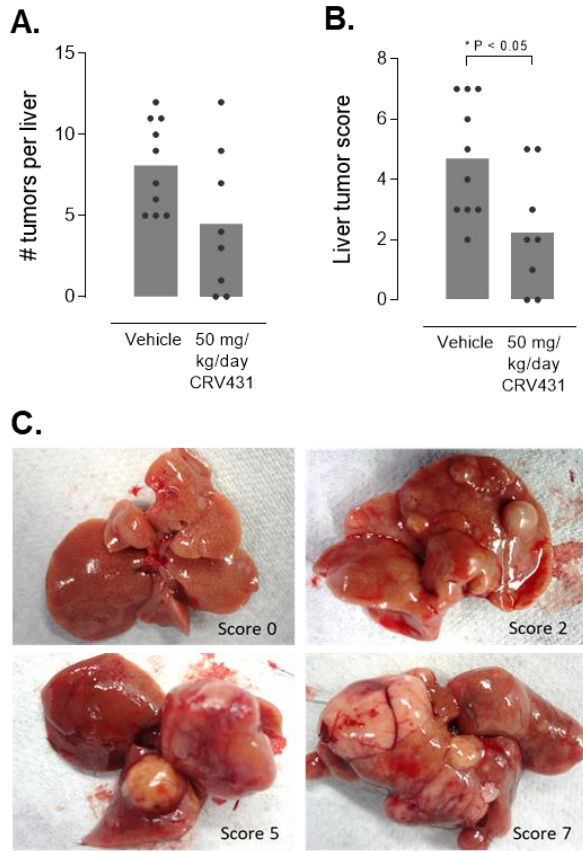 A.
# tumors per liver
15
10
5
0
Vehicle
50 mg/
kg/day
CRV431
B.
* P < 0.05
Liver tumor score
8
6
4
2
0
Vehicle
50 mg/
kg/day
CRV431
C.
Score 0
Score 2
Score 5
Score 7